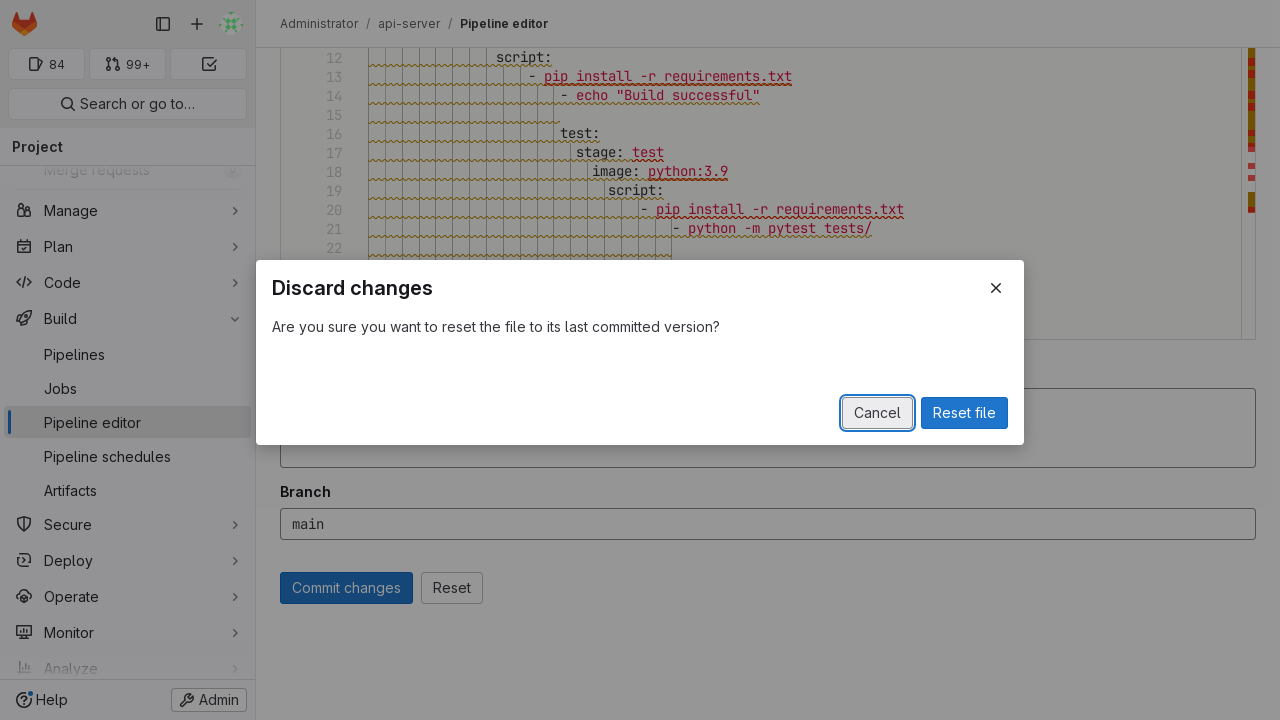 Administrator / api-server / Pipeline editor
84
99+
Search or go to…
Project
Merge requests
Manage
Plan
Code
Build
Pipelines
Jobs
Pipeline editor
Pipeline schedules
Artifacts
Secure
Deploy
Operate
Monitor
Analyze
Help
Admin
12 script:
13 - pip install -r requirements.txt
14 - echo "Build successful"
15
16 test:
17 stage: test
18 image: python:3.9
19 script:
20 - pip install -r requirements.txt
21 - python -m pytest tests/
22
Discard changes
Are you sure you want to reset the file to its last committed version?
Cancel
Reset file
Branch
main
Commit changes
Reset